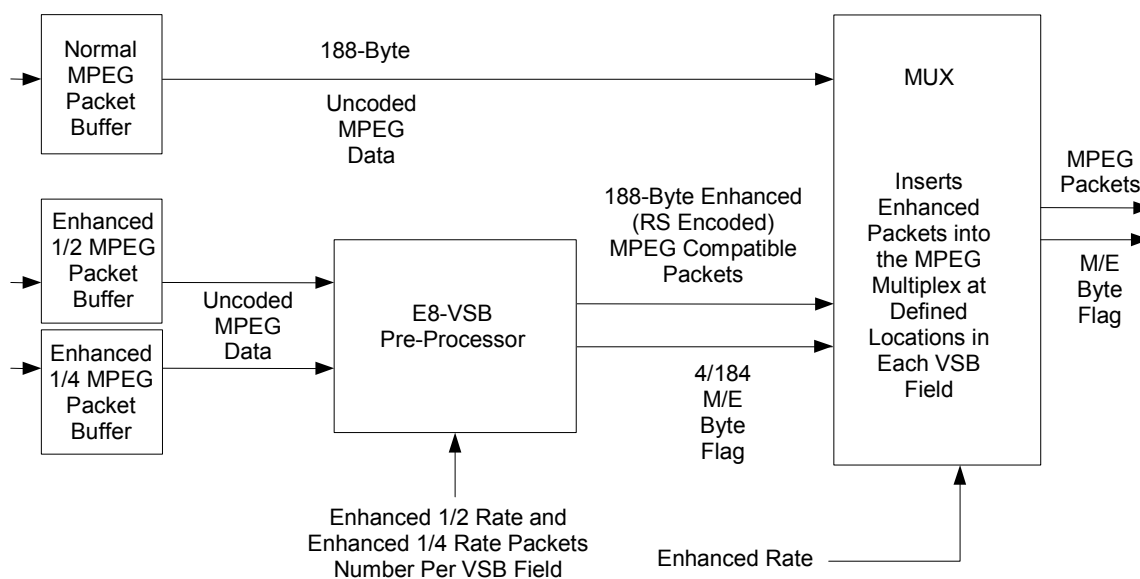 Normal
MPEG
Packet
Buffer
188-Byte
Uncoded
MPEG
Data
MUX
Inserts
Enhanced
Packets into
the MPEG
Multiplex at
Defined
Locations in
Each VSB
Field
MPEG
Packets
M/E
Byte
Flag
Enhanced
1/2 MPEG
Packet
Buffer
Enhanced
1/4 MPEG
Packet
Buffer
Uncoded
MPEG
Data
E8-VSB
Pre-Processor
188-Byte Enhanced
(RS Encoded)
MPEG Compatible
Packets
4/184
M/E
Byte
Flag
Enhanced 1/2 Rate and
Enhanced 1/4 Rate Packets
Number Per VSB Field
Enhanced Rate